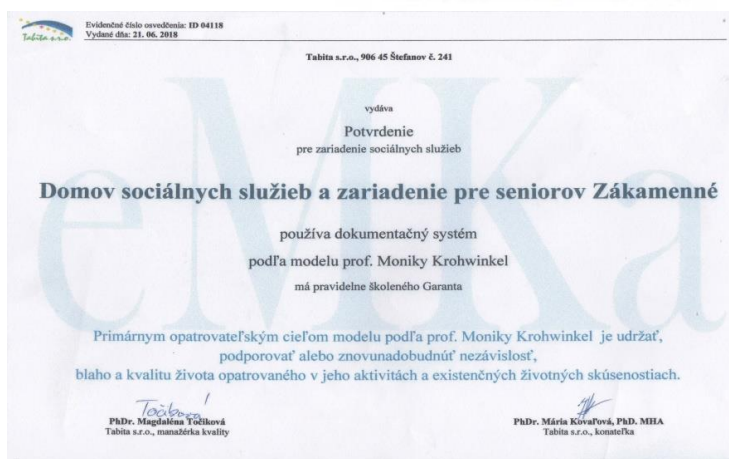 Tabita s.r.o.
Evidenčné číslo osvedčenia: ID 04118
Vydané dňa: 21. 06. 2018
Tabita s.r.o., 906 45 Štefanov č. 241
vydáva
Potvrdenie
pre zariadenie sociálnych služieb
eMKa
Domov sociálnych služieb a zariadenie pre seniorov Zákamenné
používa dokumentačný systém
podľa modelu prof. Moniky Krohwinkel
má pravidelne školeného Garanta
Primárnym opatrovateľským cieľom modelu podľa prof. Moniky Krohwinkel je udržať,
podporovať alebo znovunadobudnúť nezávislosť,
blaho a kvalitu života opatrovaného v jeho aktivitách a existenčných životných skúsenostiach.
PhDr. Magdaléna Točiková
Tabita s.r.o., manažérka kvality
PhDr. Mária Kovaľová, PhD. MHA
Tabita s.r.o., konateľka